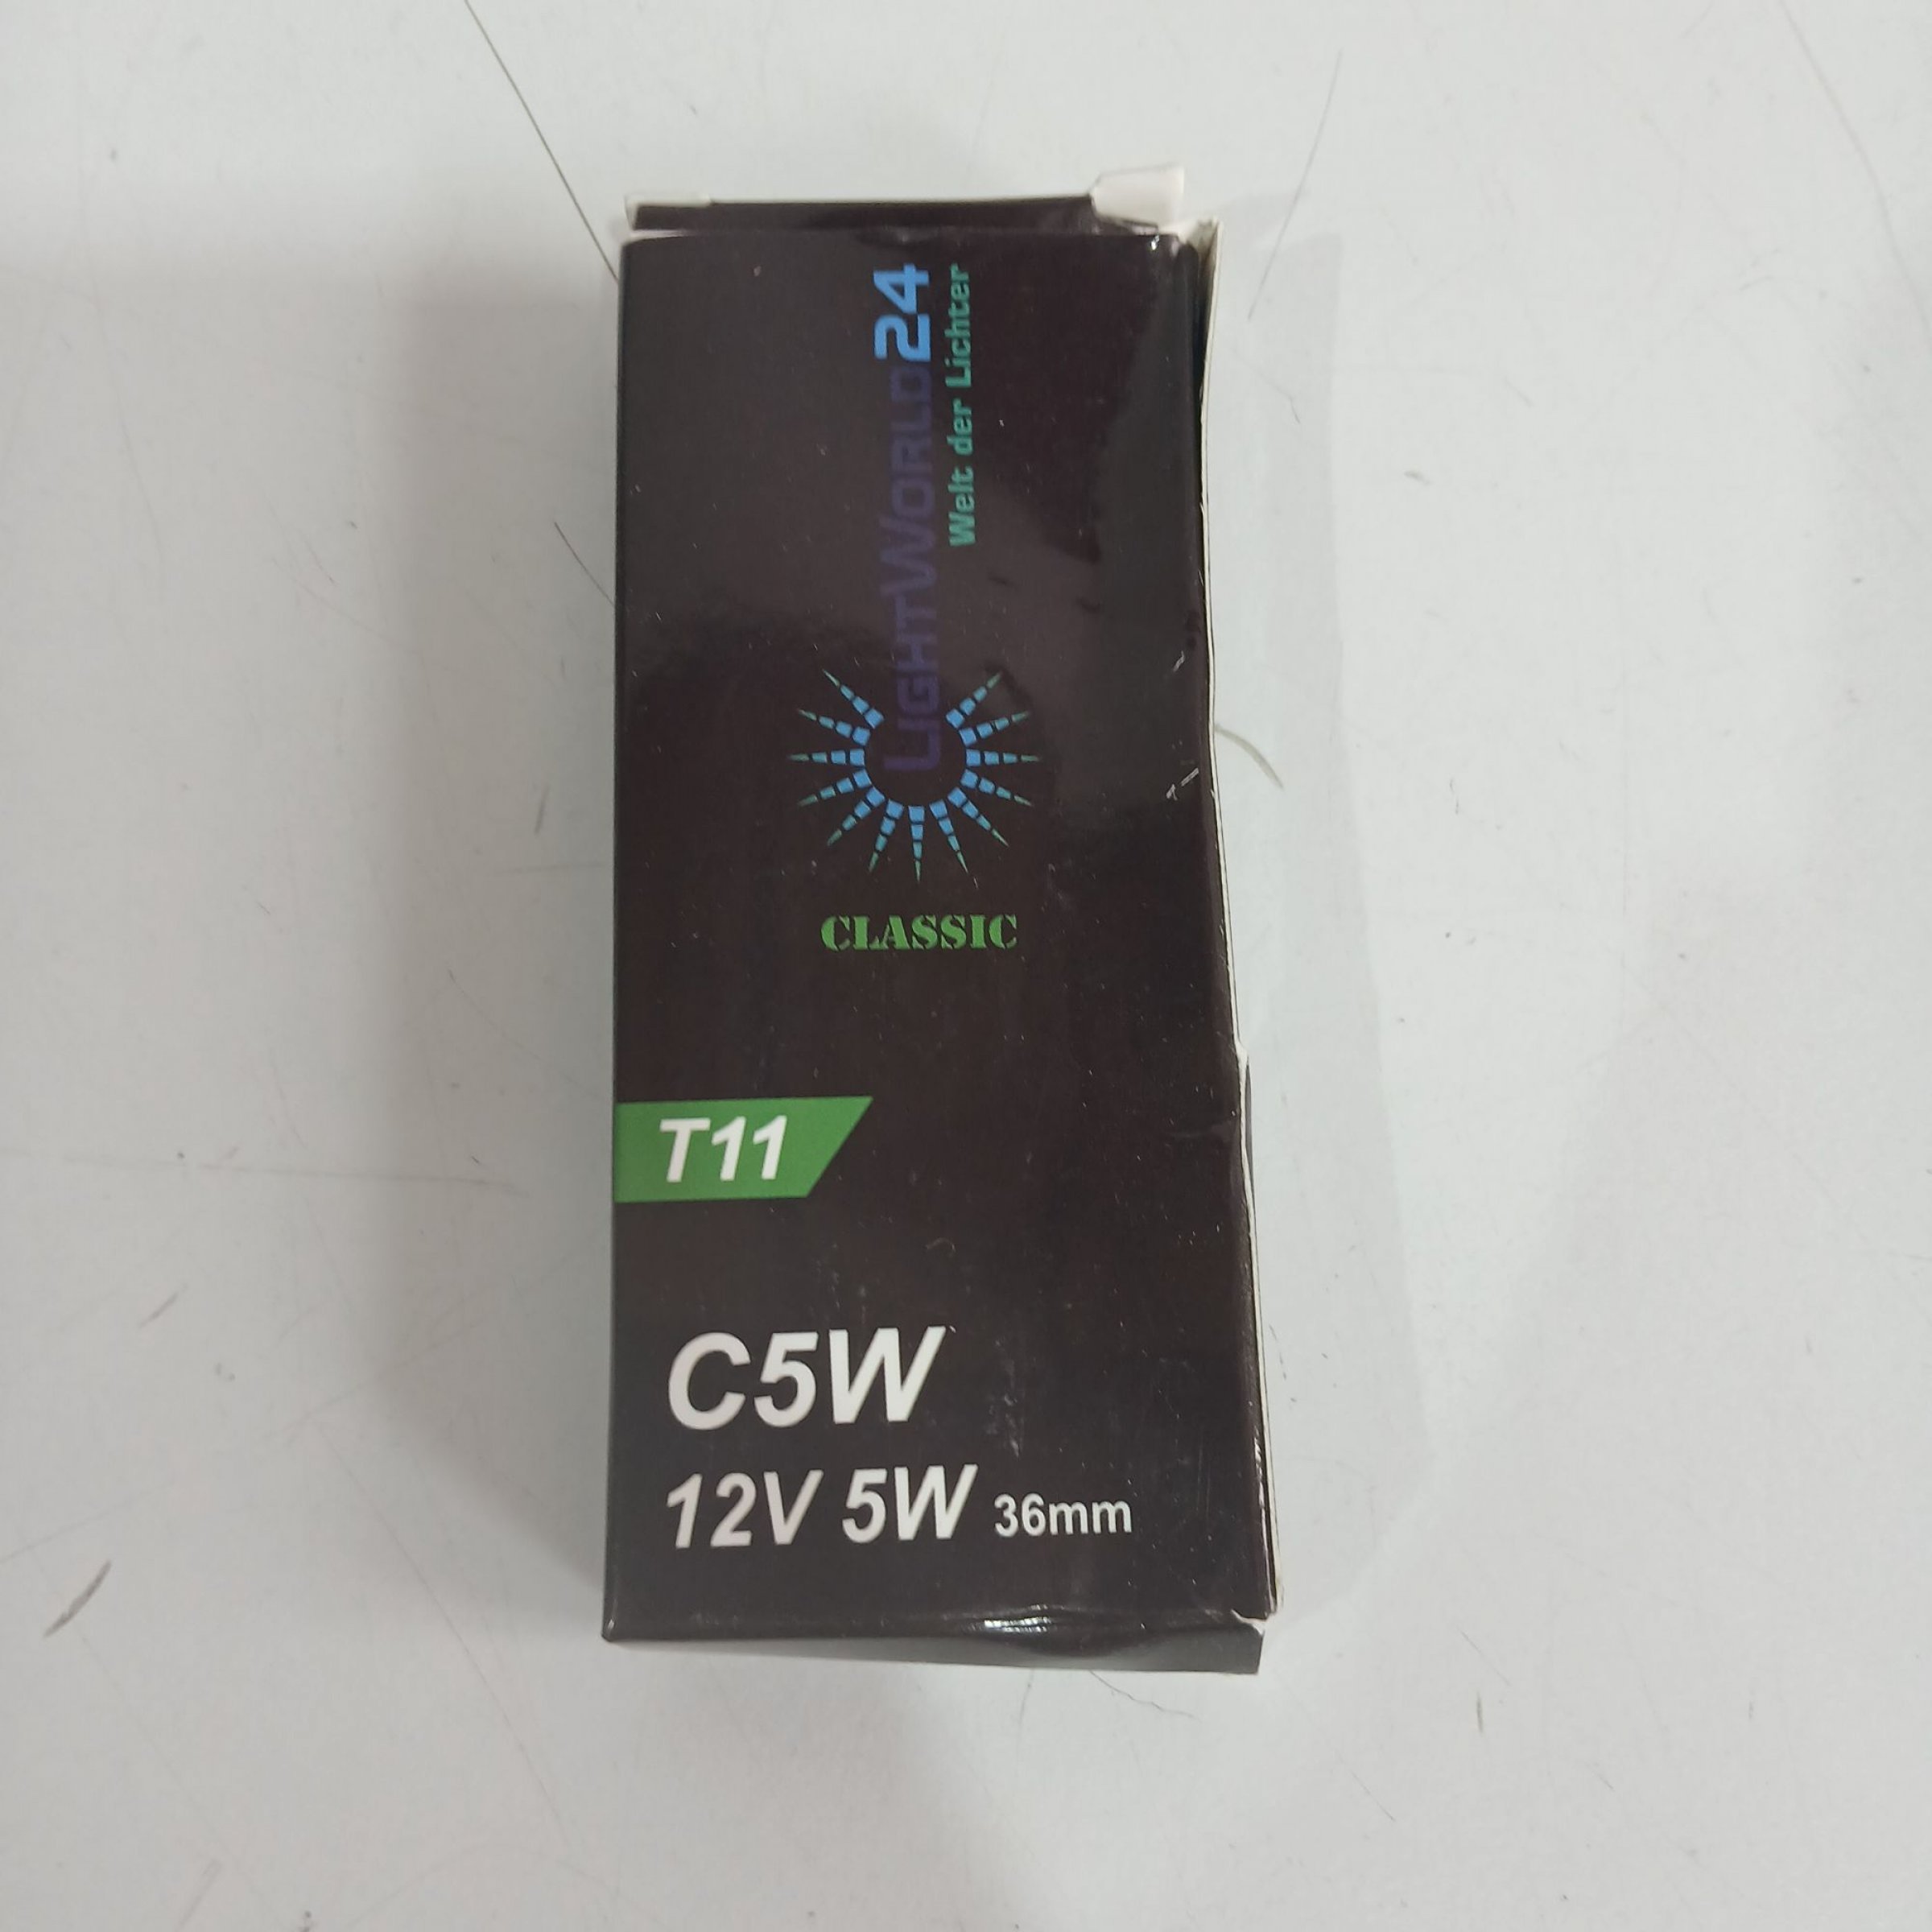 LightWorld24
Welt der Lichter
CLASSIC
T11
C5W
12V 5W 36mm